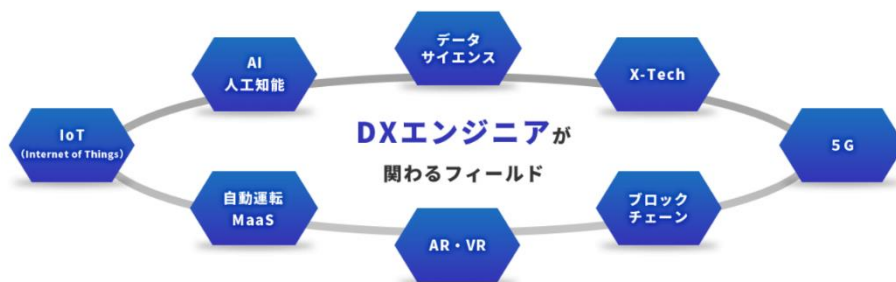 データ
サイエンス
AI
人工知能
X-Tech
IoT
(Internet of Things)
DXエンジニアが
関わるフィールド
5G
自動運転
MaaS
ブロック
チェーン
AR・VR